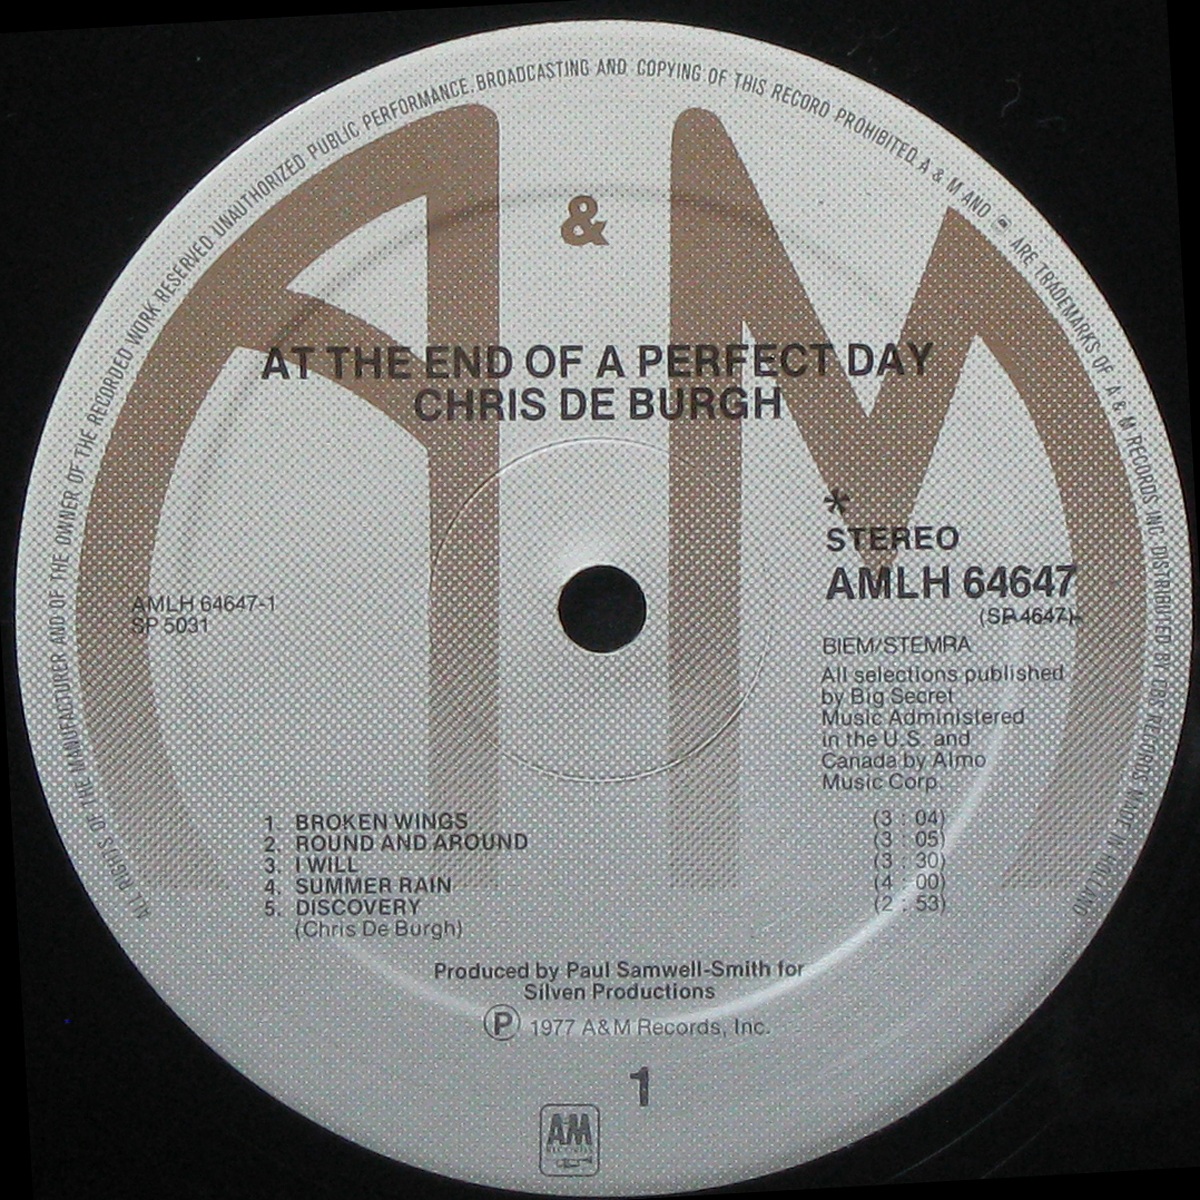 ALL RIGHTS OF THE MANUFACTURER AND OF THE OWNER OF THE RECORDED WORK RESERVED UNAUTHORIZED PUBLIC PERFORMANCE. BROADCASTING AND COPYING OF THIS RECORD PROHIBITED. A & M AND ARE TRADEMARKS OF A & M RECORDS INC. DISTRIBUTED BY CBS RECORDS MADE IN HOLLAND
A & M
AT THE END OF A PERFECT DAY
CHRIS DE BURGH
*
STEREO
AMLH 64647
(SP 4647)
AMLH 64647-1
SP 5031
BIEM/STEMRA
All selections published
by Big Secret
Music Administered
in the U.S. and
Canada by Almo
Music Corp.
1. BROKEN WINGS (3 : 04)
2. ROUND AND AROUND (3 : 05)
3. I WILL (3 : 30)
4. SUMMER RAIN (4 : 00)
5. DISCOVERY (2 : 53)
(Chris De Burgh)
Produced by Paul Samwell-Smith for
Silven Productions
Ⓟ 1977 A&M Records, Inc.
1
AM
RECORDS